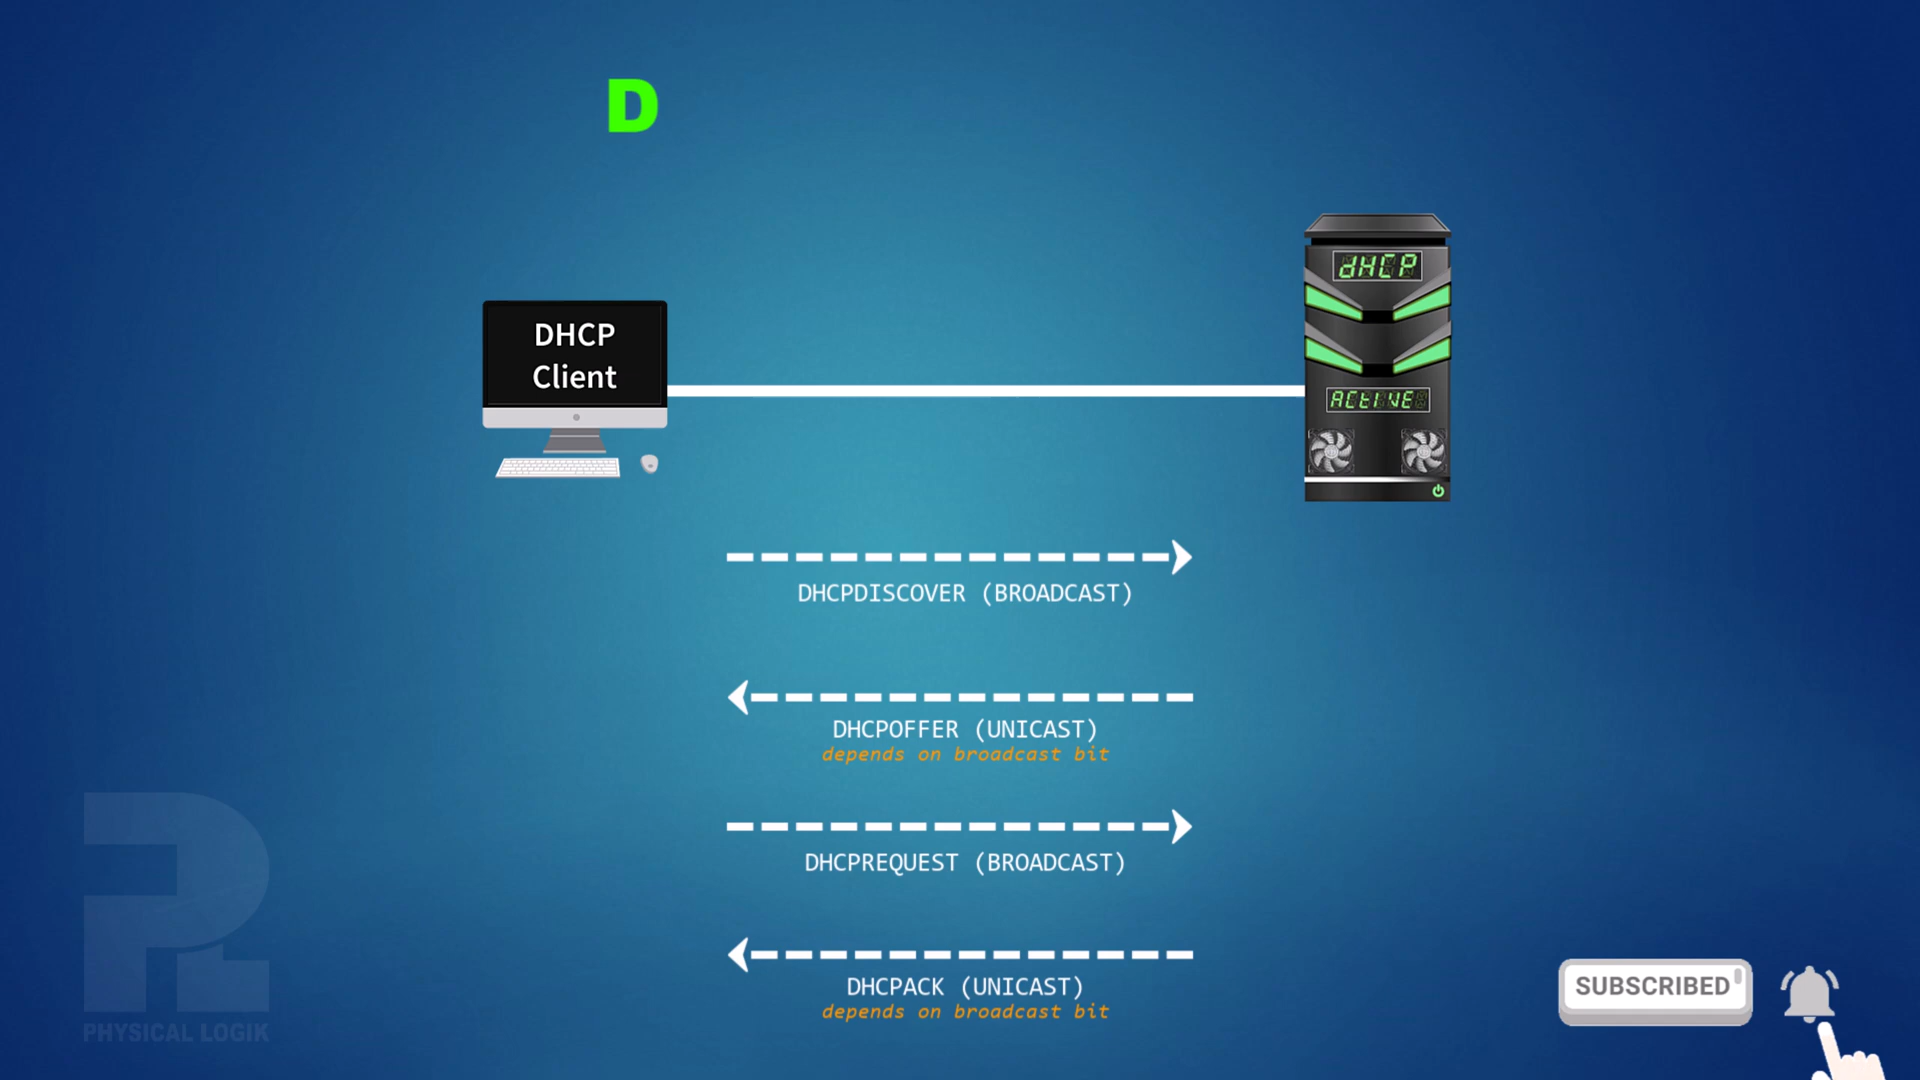 D
dHCP
DHCP
Client
ACtIVE
DHCPDISCOVER (BROADCAST)
DHCPOFFER (UNICAST)
depends on broadcast bit
DHCPREQUEST (BROADCAST)
DHCPACK (UNICAST)
depends on broadcast bit
SUBSCRIBED
PHYSICAL LOGIK